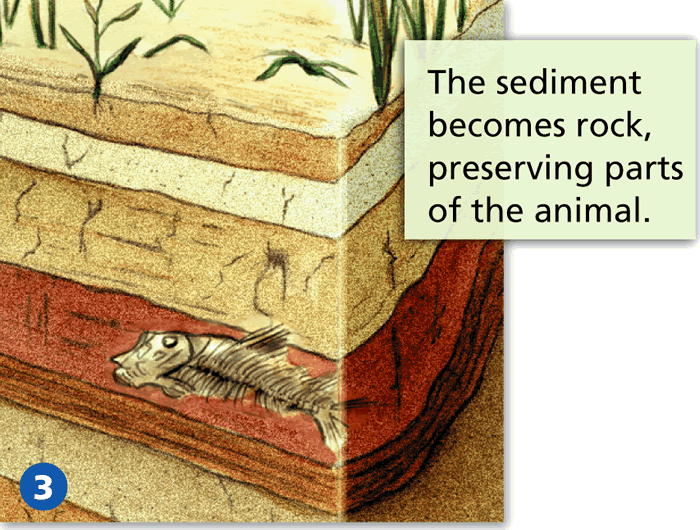 The sediment
becomes rock,
preserving parts
of the animal.
3